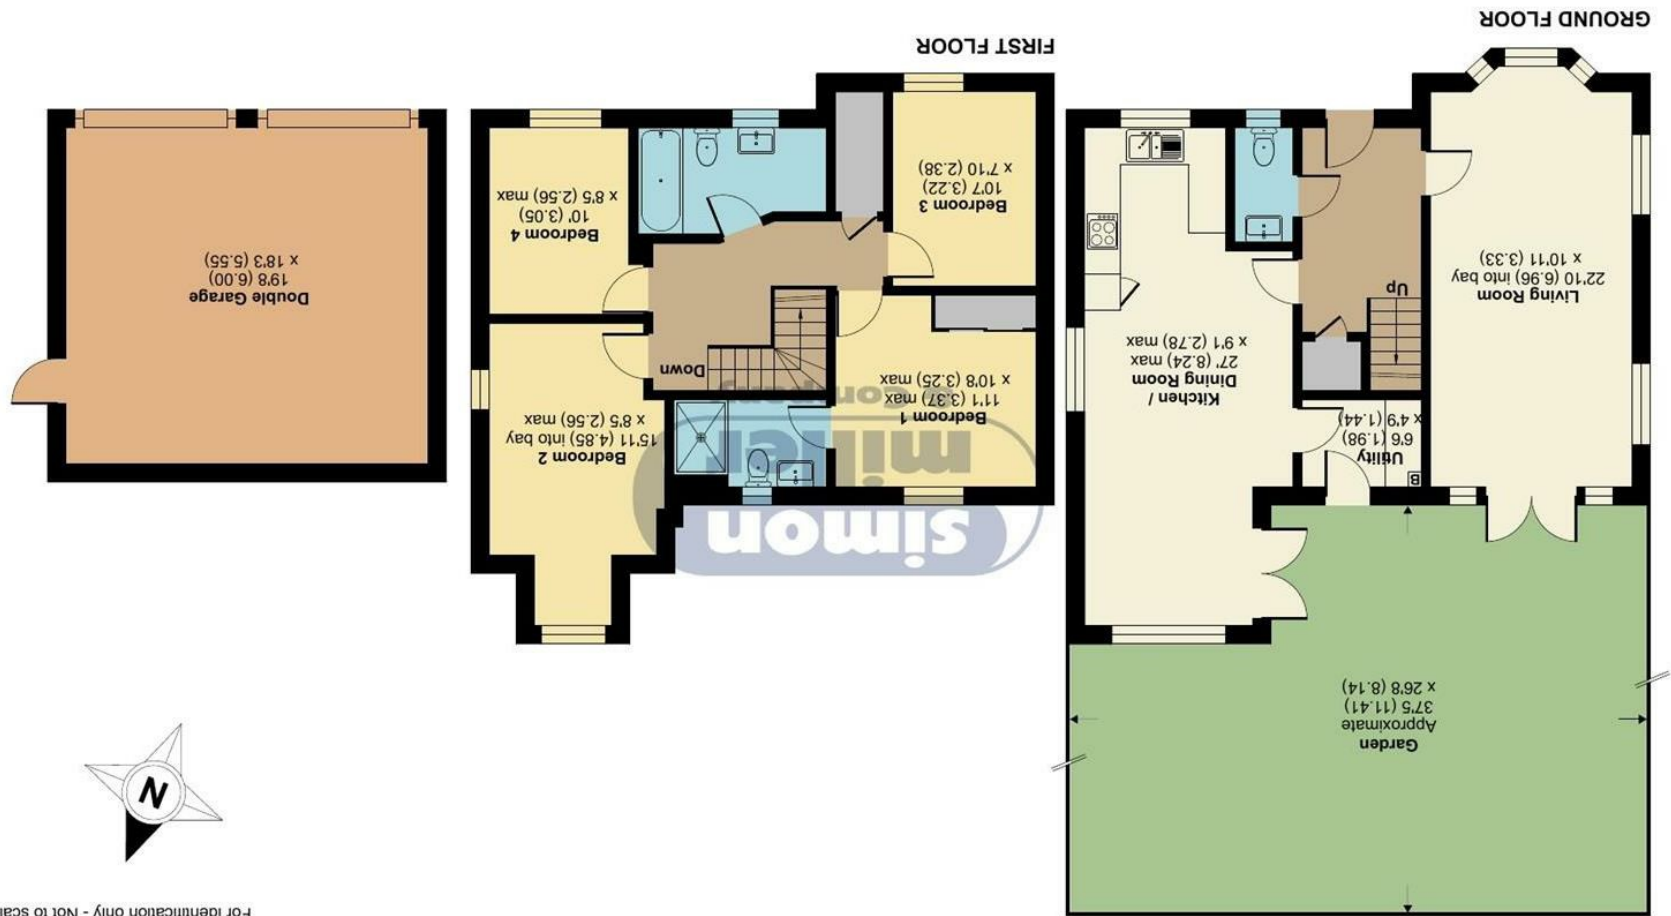 For identification only - Not to scal
N
Garden
Approximate
37'5 (11.41)
x 26'8 (8.14)
simon
miller
& Company
B
Utility
6'6 (1.98)
x 4'9 (1.44)
Kitchen /
Dining Room
27' (8.24) max
x 9'1 (2.78) max
Living Room
22'10 (6.96) into bay
x 10'11 (3.33)
Up
GROUND FLOOR
Bedroom 2
15'11 (4.85) into bay
x 8'5 (2.56) max
Bedroom 1
11'1 (3.37) max
x 10'8 (3.25) max
Down
Bedroom 4
10' (3.05)
x 8'5 (2.56) max
Bedroom 3
10'7 (3.22)
x 7'10 (2.38)
FIRST FLOOR
Double Garage
19'8 (6.00)
x 18'3 (5.55)